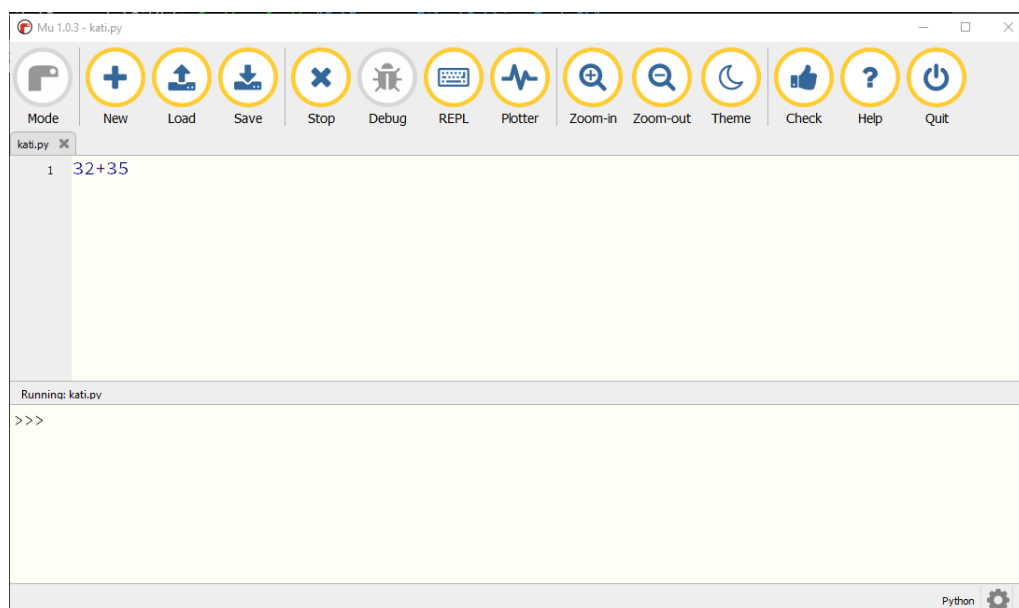 Mu 1.0.3 - kati.py
Mode New Load Save Stop Debug REPL Plotter Zoom-in Zoom-out Theme Check Help Quit
kati.py
1 32+35
Running: kati.py
>>>
Python